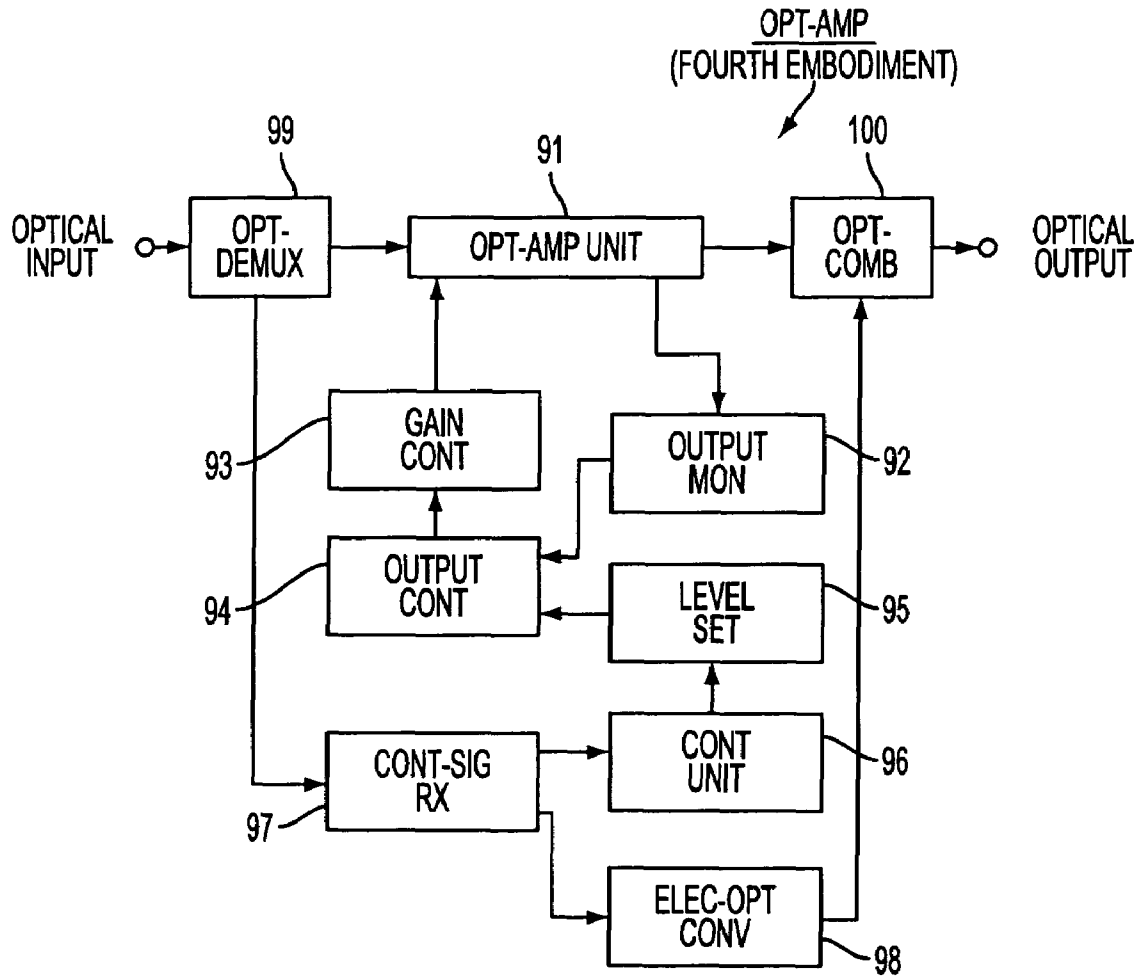 OPT-AMP
(FOURTH EMBODIMENT)
99
91
100
OPTICAL
INPUT
OPT-
DEMUX
OPT-AMP UNIT
OPT-
COMB
OPTICAL
OUTPUT
GAIN
CONT
93
OUTPUT
MON
92
OUTPUT
CONT
94
LEVEL
SET
95
CONT-SIG
RX
97
CONT
UNIT
96
ELEC-OPT
CONV
98